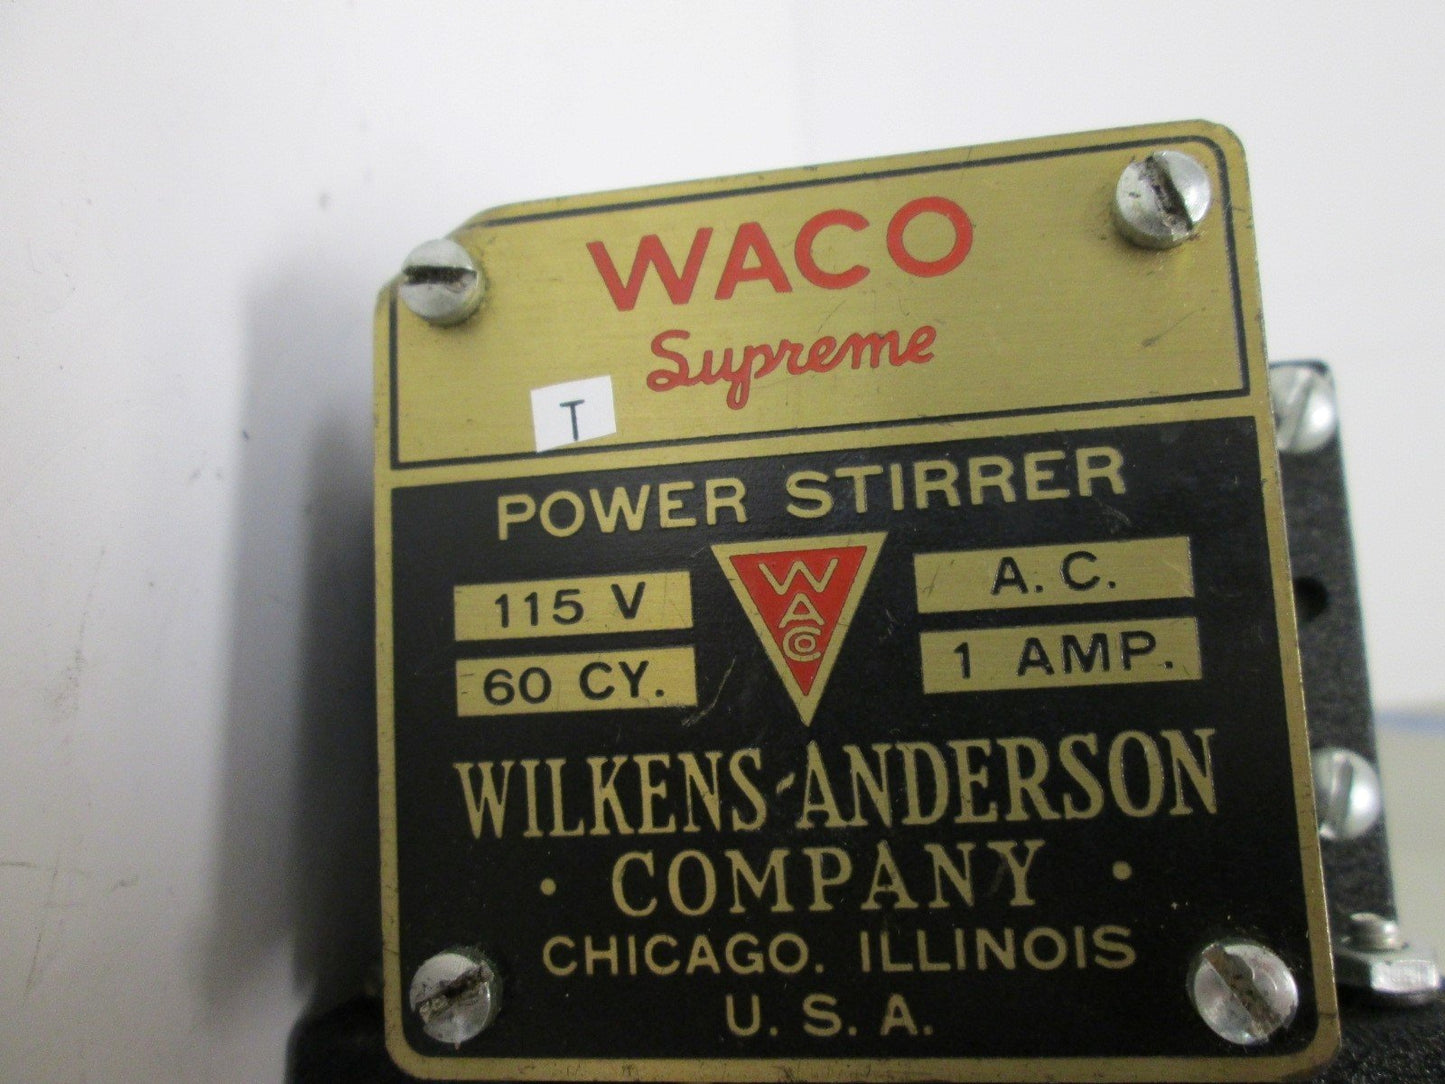 WACO
Supreme
T
POWER STIRRER
115 V
60 CY.
WACO
A.C.
1 AMP.
WILKENS-ANDERSON
· COMPANY ·
CHICAGO. ILLINOIS
U. S. A.